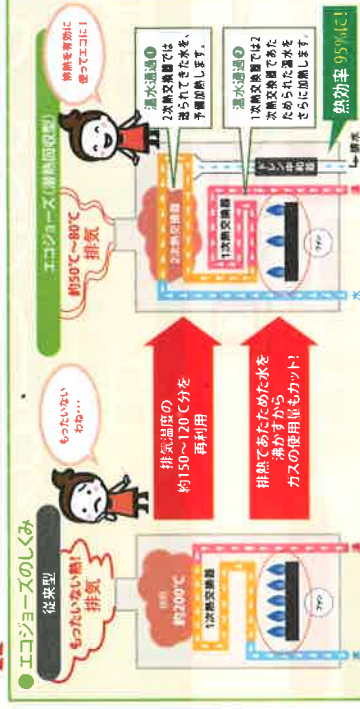 ●エコジョーズのしくみ
従来型
もったいない熱!
排気
もったいない
わね・・・
約200℃
1次熱交換器
ファン
水
排気温度の
約150〜120℃分を
再利用
排熱であたためた水を
沸かすから
ガスの使用量もカット!
エコジョーズ(潜熱回収型)
約50℃〜80℃
排気
排熱を有効に
使ってエコに!
2次熱交換器
1次熱交換器
ファン
水
ドレン中和器
排水
温水通過❶
2次熱交換器では、
送られてきた水を、
予備加熱します。
温水通過❷
1次熱交換器では2
次熱交換器であた
ためられた温水を
さらに加熱します。
熱効率95%に!